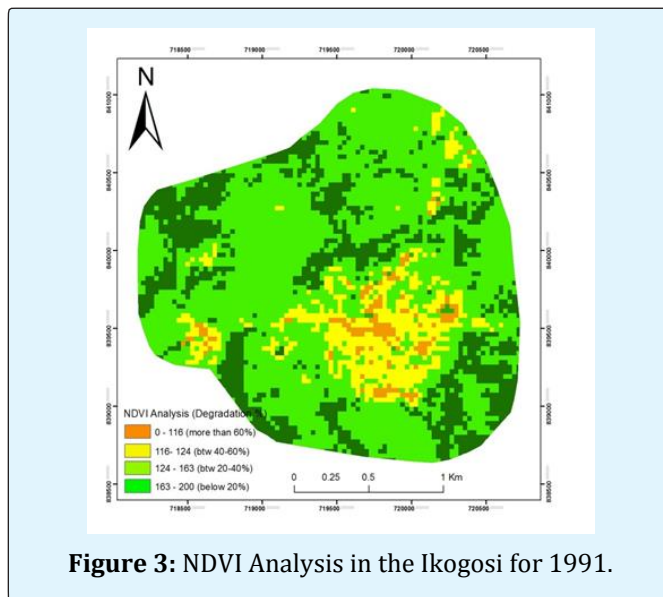 718500 719000 719500 720000 720500
N
841000
840500
840000
839500
839000
838500
841000
840500
840000
839500
839000
838500
NDVI Analysis (Degradation %)
0 - 116 (more than 60%)
116- 124 (btw 40-60%)
124 - 163 (btw 20-40%)
163 - 200 (below 20%)
0 0.25 0.5 1 Km
718500 719000 719500 720000 720500
Figure 3: NDVI Analysis in the Ikogosi for 1991.